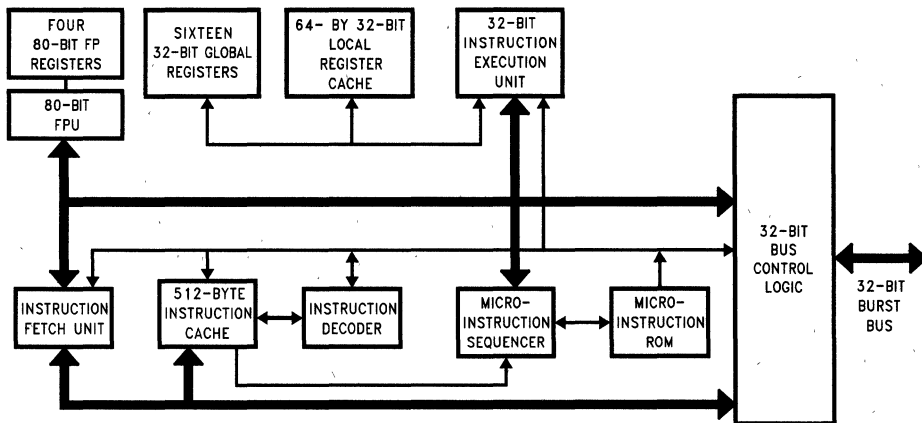 FOUR
80-BIT FP
REGISTERS
80-BIT
FPU
SIXTEEN
32-BIT GLOBAL
REGISTERS
64- BY 32-BIT
LOCAL
REGISTER
CACHE
32-BIT
INSTRUCTION
EXECUTION
UNIT
INSTRUCTION
FETCH UNIT
512-BYTE
INSTRUCTION
CACHE
INSTRUCTION
DECODER
MICRO-
INSTRUCTION
SEQUENCER
MICRO-
INSTRUCTION
ROM
32-BIT
BUS
CONTROL
LOGIC
32-BIT
BURST
BUS